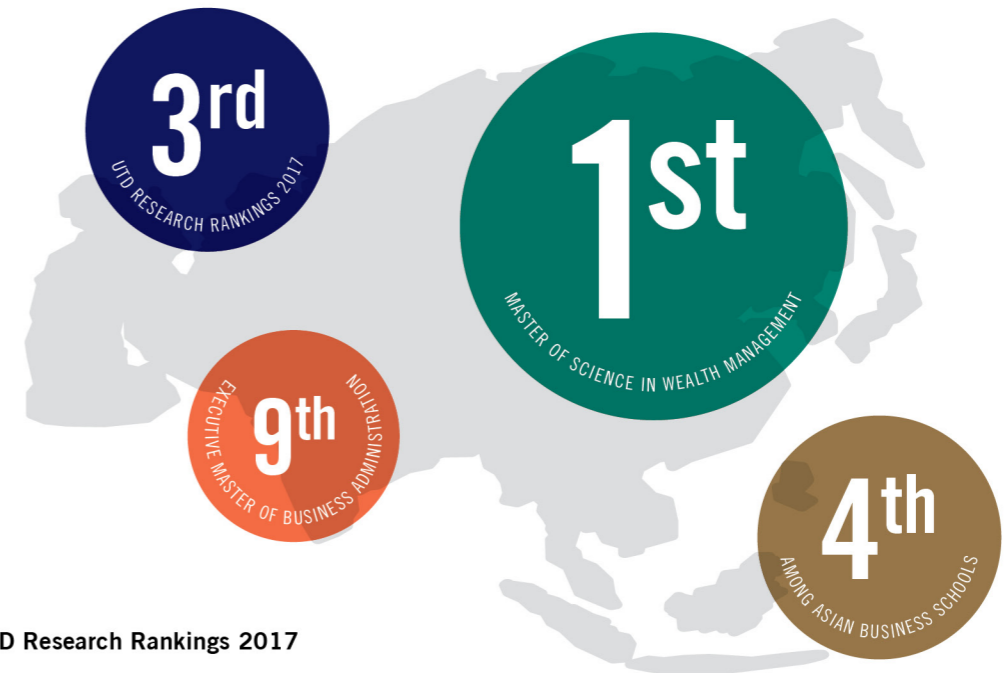 3rd
UTD RESEARCH RANKINGS 2017
1st
MASTER OF SCIENCE IN WEALTH MANAGEMENT
9th
EXECUTIVE MASTER OF BUSINESS ADMINISTRATION
4th
AMONG ASIAN BUSINESS SCHOOLS
D Research Rankings 2017